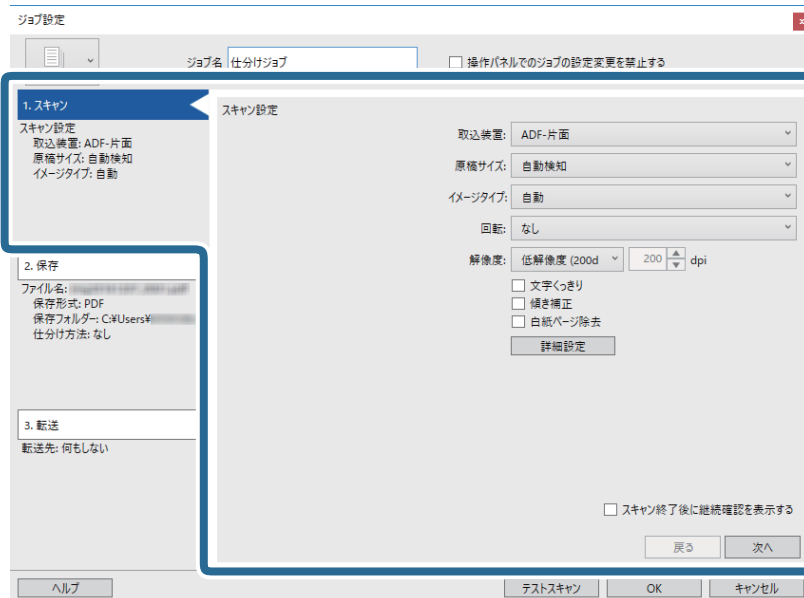 ジョブ設定
ジョブ名 仕分けジョブ 操作パネルでのジョブの設定変更を禁止する
1. スキャン
スキャン設定
取込装置: ADF-片面
原稿サイズ: 自動検知
イメージタイプ: 自動
スキャン設定
取込装置: ADF-片面
原稿サイズ: 自動検知
イメージタイプ: 自動
回転: なし
解像度: 低解像度 (200d 200 dpi
文字くっきり
傾き補正
白紙ページ除去
詳細設定
2. 保存
ファイル名:
保存形式: PDF
保存フォルダー: C:¥Users¥
仕分け方法: なし
3. 転送
転送先: 何もしない
スキャン終了後に継続確認を表示する
戻る 次へ
ヘルプ テストスキャン OK キャンセル